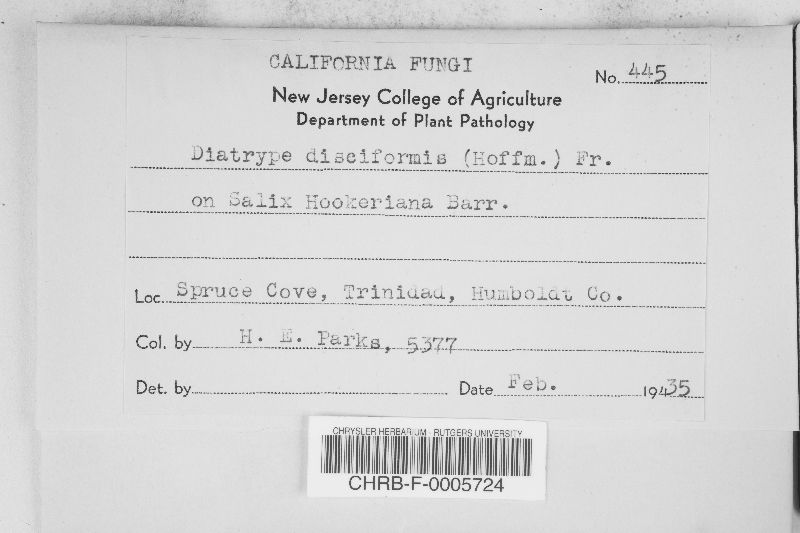 CALIFORNIA FUNGI
No. 445
New Jersey College of Agriculture
Department of Plant Pathology
Diatrype disciformis (Hoffm.) Fr.
on Salix Hookeriana Barr.
Loc. Spruce Cove, Trinidad, Humboldt Co.
Col. by H. E. Parks, 5377
Det. by Date Feb. 19435
CHRYSLER HERBARIUM - RUTGERS UNIVERSITY
CHRB-F-0005724